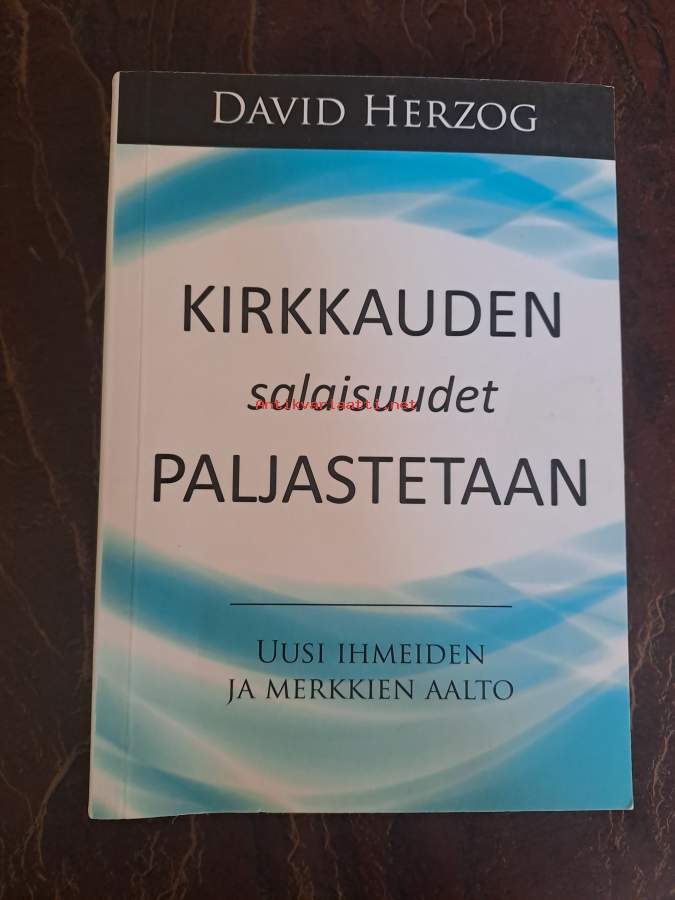 DAVID HERZOG
KIRKKAUDEN
salaisuudet
Antikvariaatti.net
PALJASTETAAN
UUSI IHMEIDEN
JA MERKKIEN AALTO